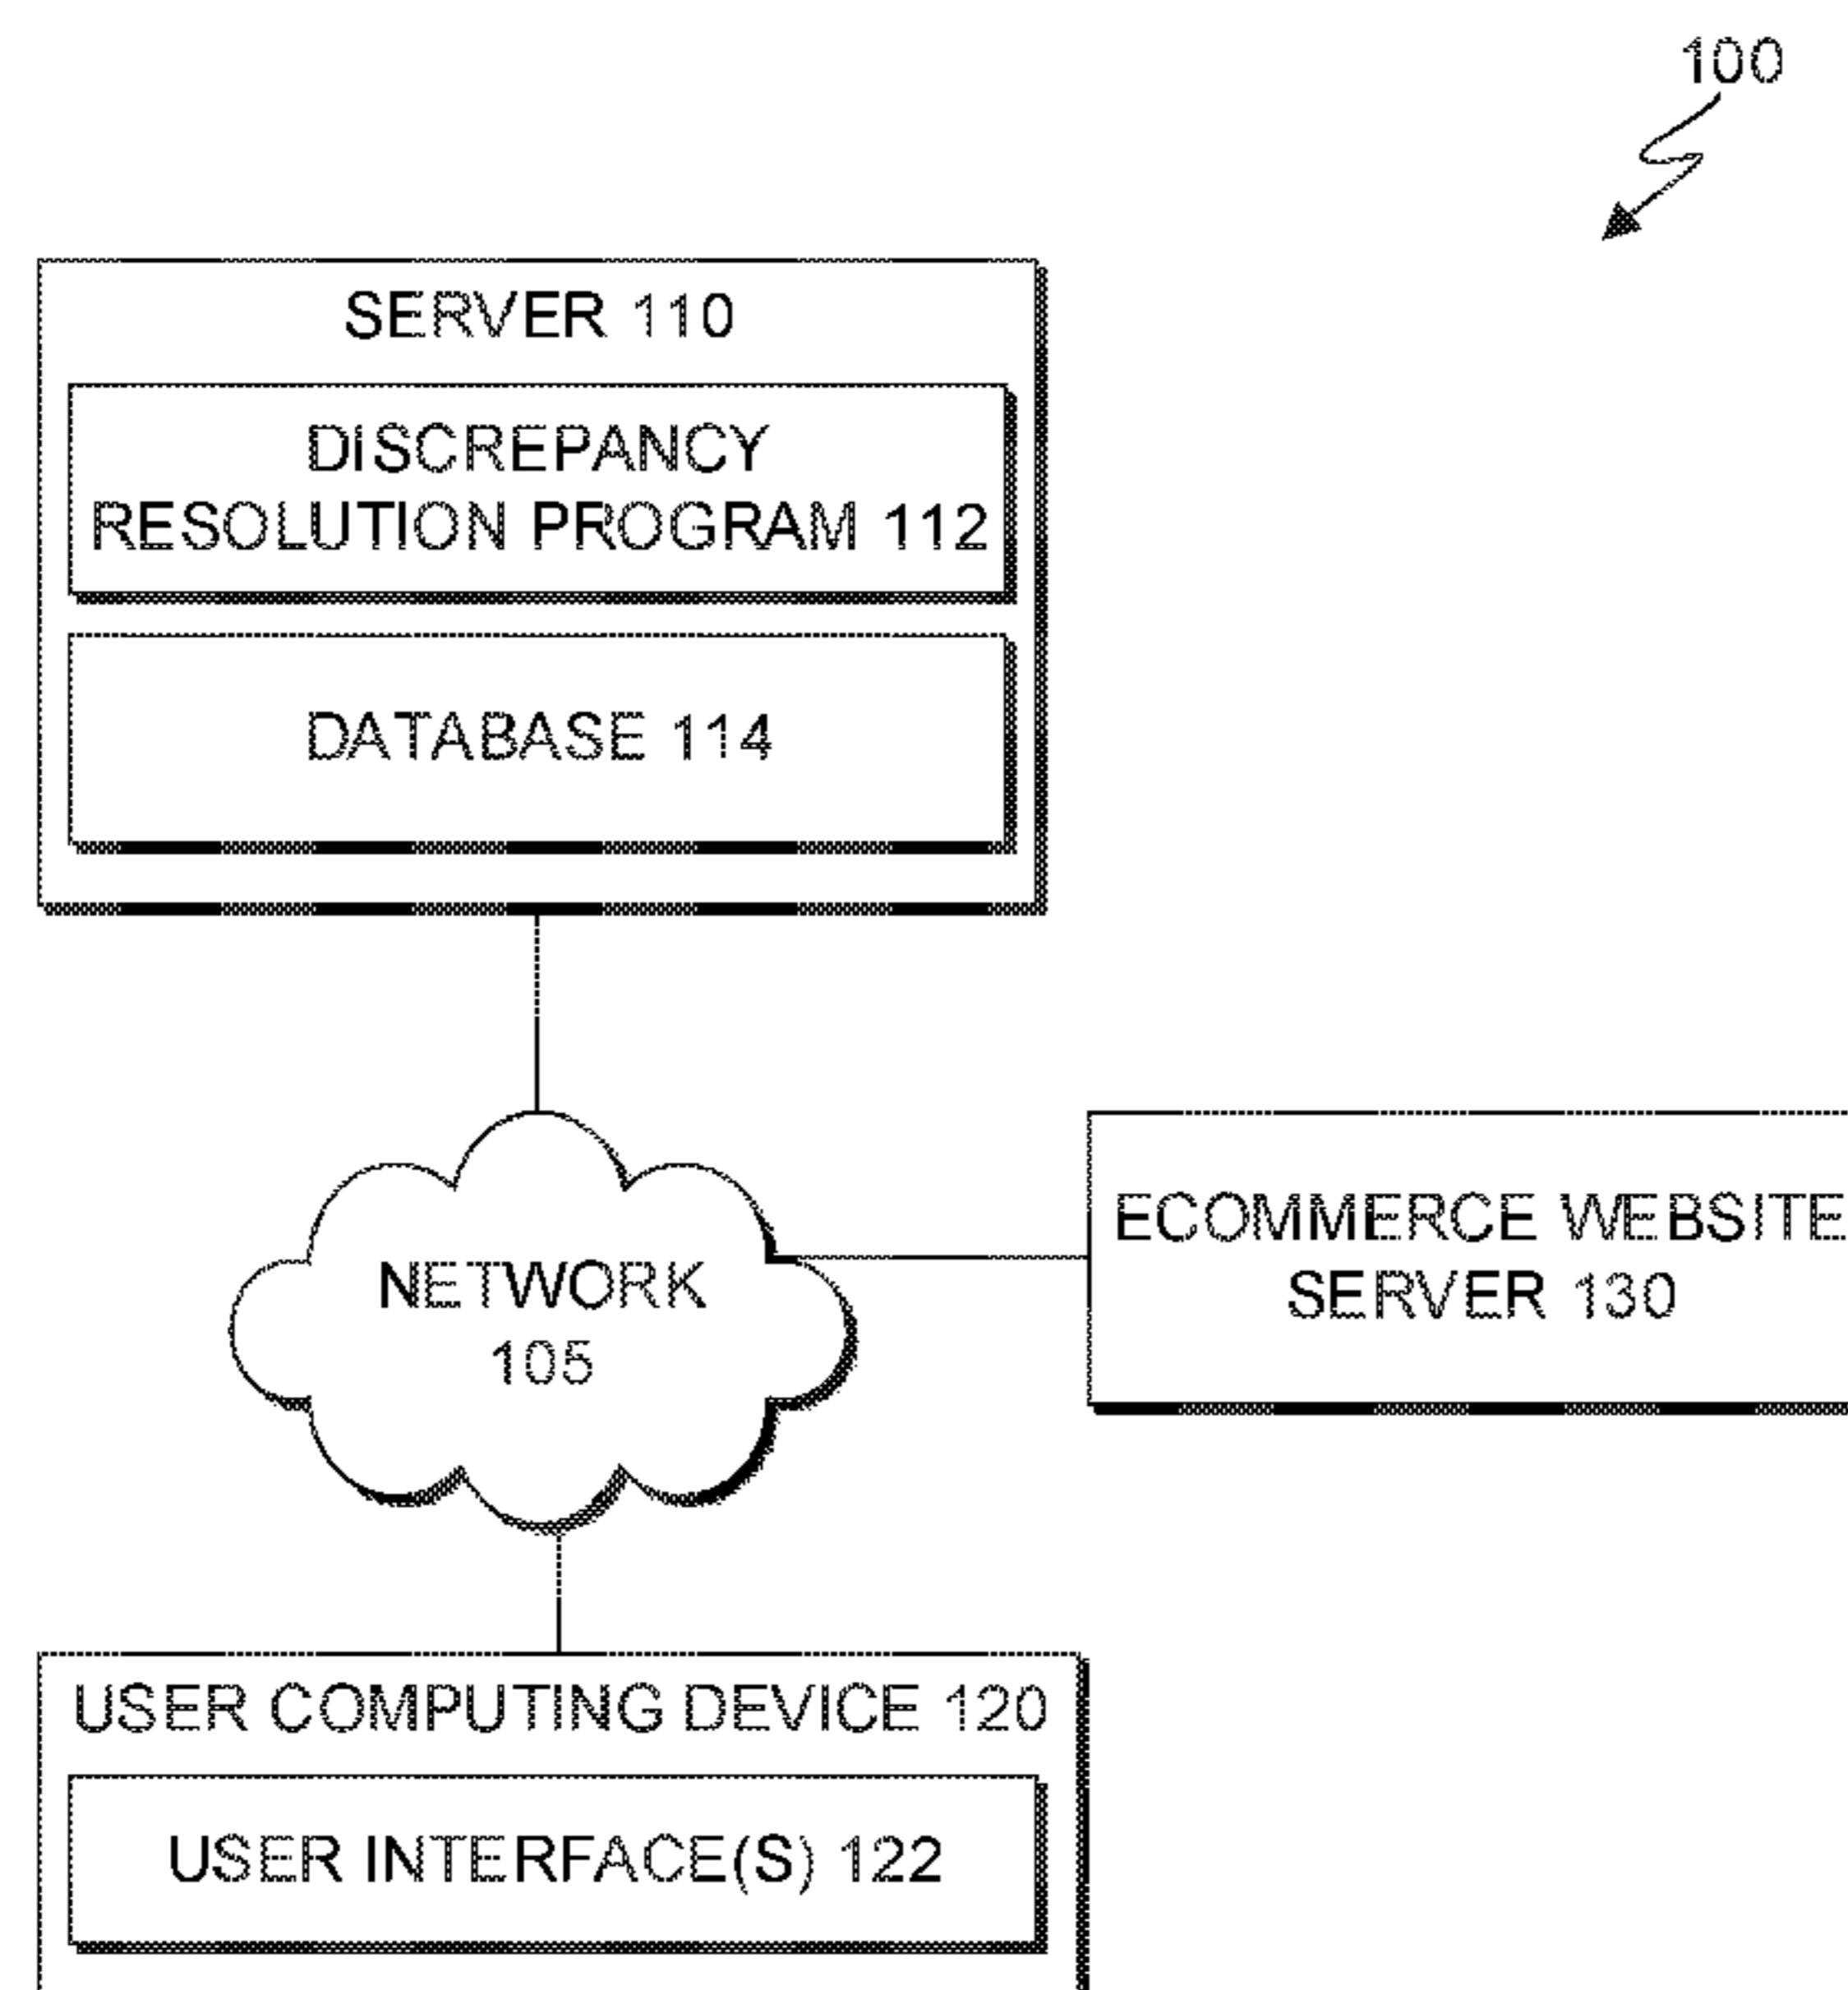 100
SERVER 110
DISCREPANCY
RESOLUTION PROGRAM 112
DATABASE 114
NETWORK
105
ECOMMERCE WEBSITE
SERVER 130
USER COMPUTING DEVICE 120
USER INTERFACE(S) 122